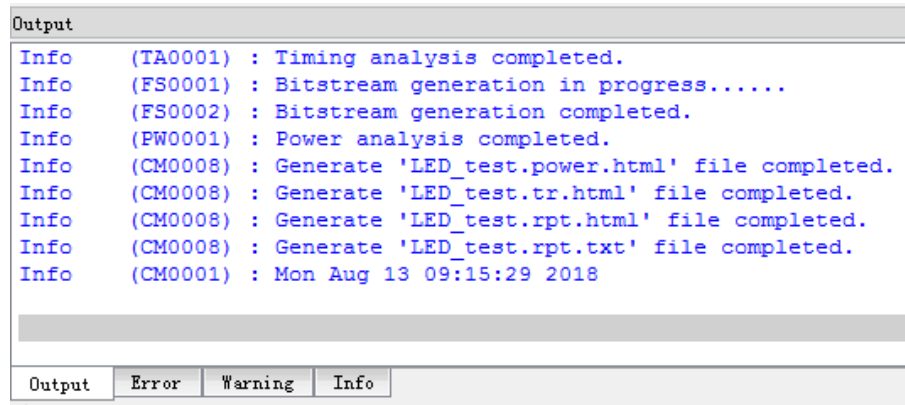 Output
Info (TA0001) : Timing analysis completed.
Info (FS0001) : Bitstream generation in progress......
Info (FS0002) : Bitstream generation completed.
Info (PW0001) : Power analysis completed.
Info (CM0008) : Generate 'LED_test.power.html' file completed.
Info (CM0008) : Generate 'LED_test.tr.html' file completed.
Info (CM0008) : Generate 'LED_test.rpt.html' file completed.
Info (CM0008) : Generate 'LED_test.rpt.txt' file completed.
Info (CM0001) : Mon Aug 13 09:15:29 2018
Output Error Warning Info